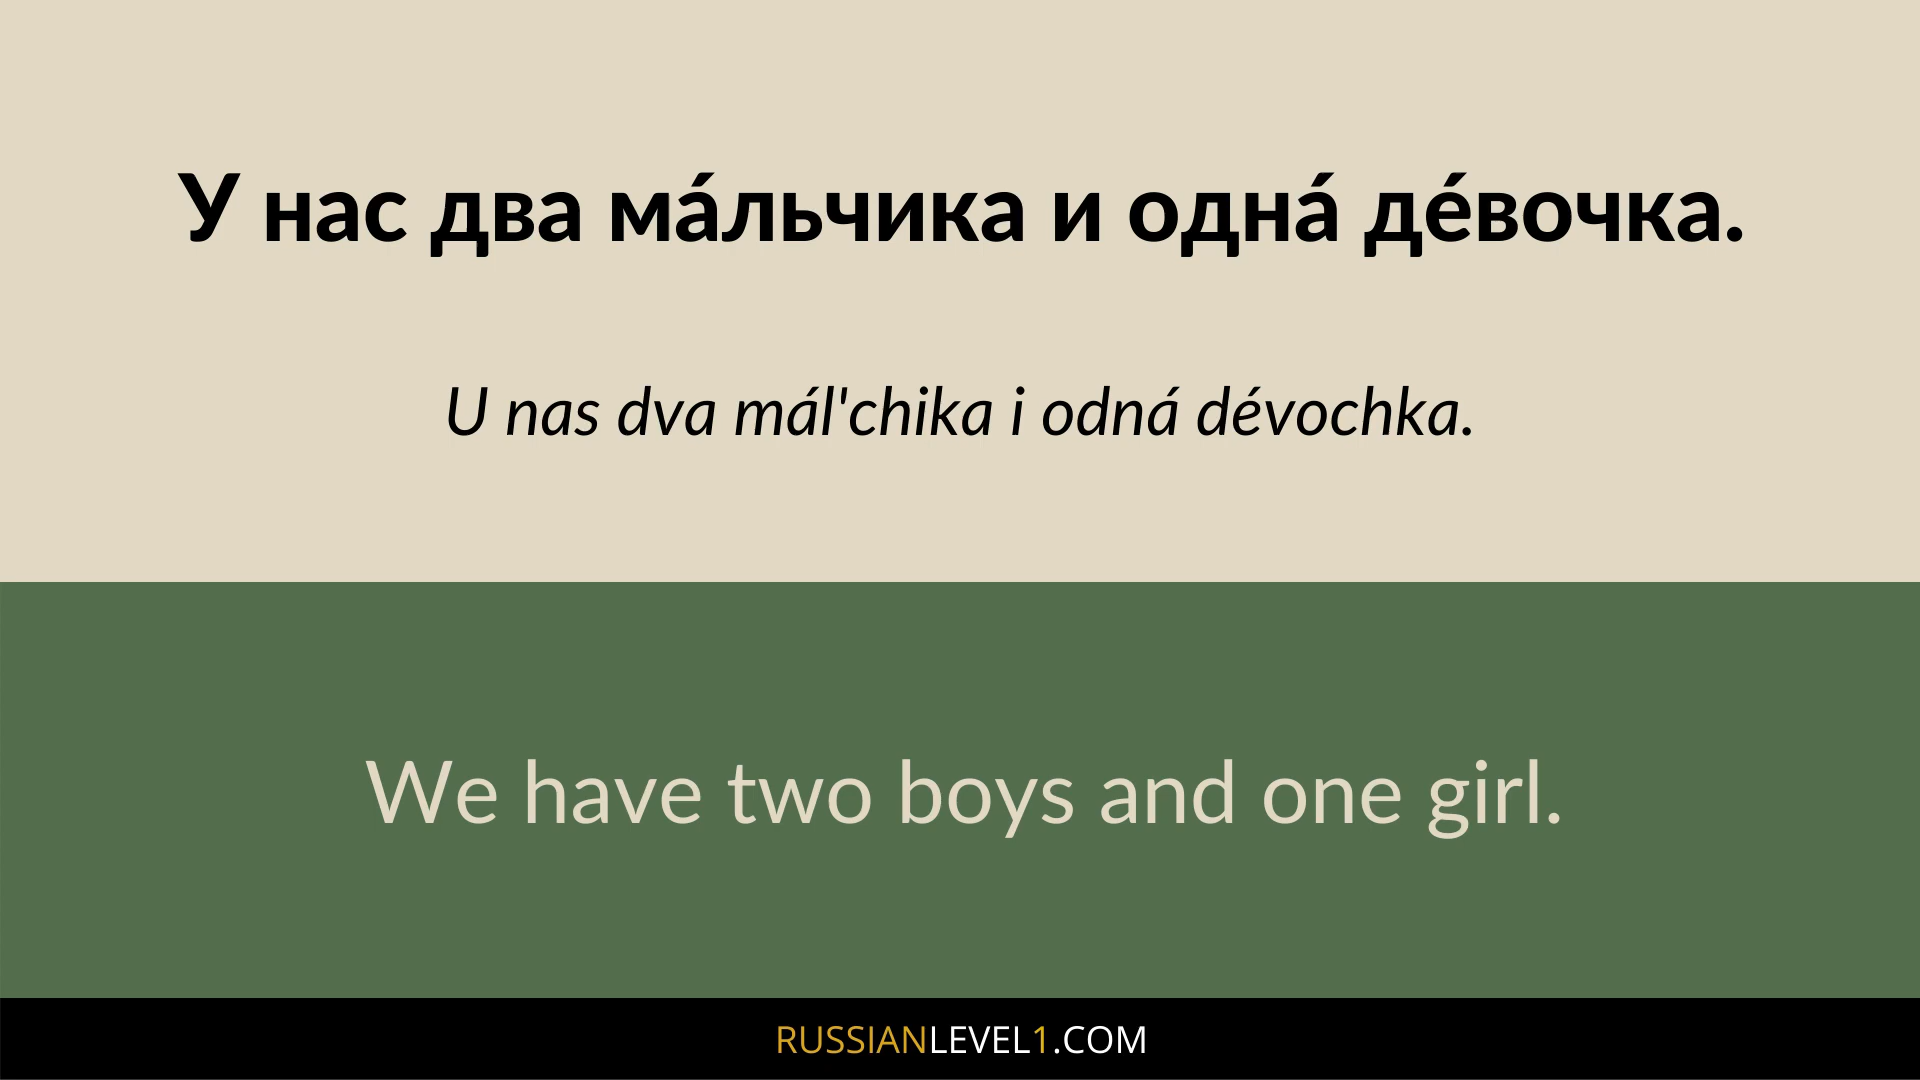 У нас два ма́льчика и одна́ де́вочка.
U nas dva mál'chika i odná dévochka.
We have two boys and one girl.
RUSSIANLEVEL1.COM